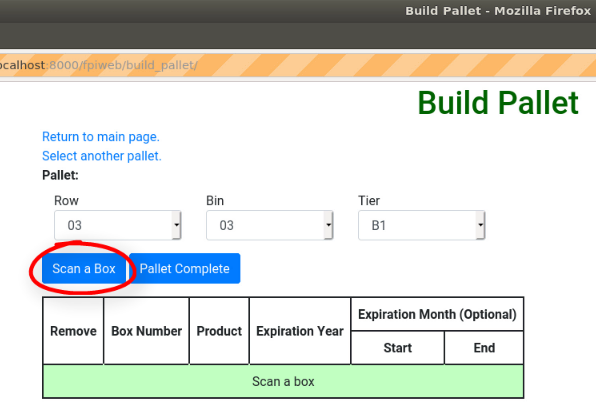 Build Pallet - Mozilla Firefox
localhost:8000/fpiweb/build_pallet/
Build Pallet
Return to main page.
Select another pallet.
Pallet:
Row Bin Tier
03 03 B1
Scan a Box Pallet Complete
Remove Box Number Product Expiration Year Expiration Month (Optional)
Start End
Scan a box